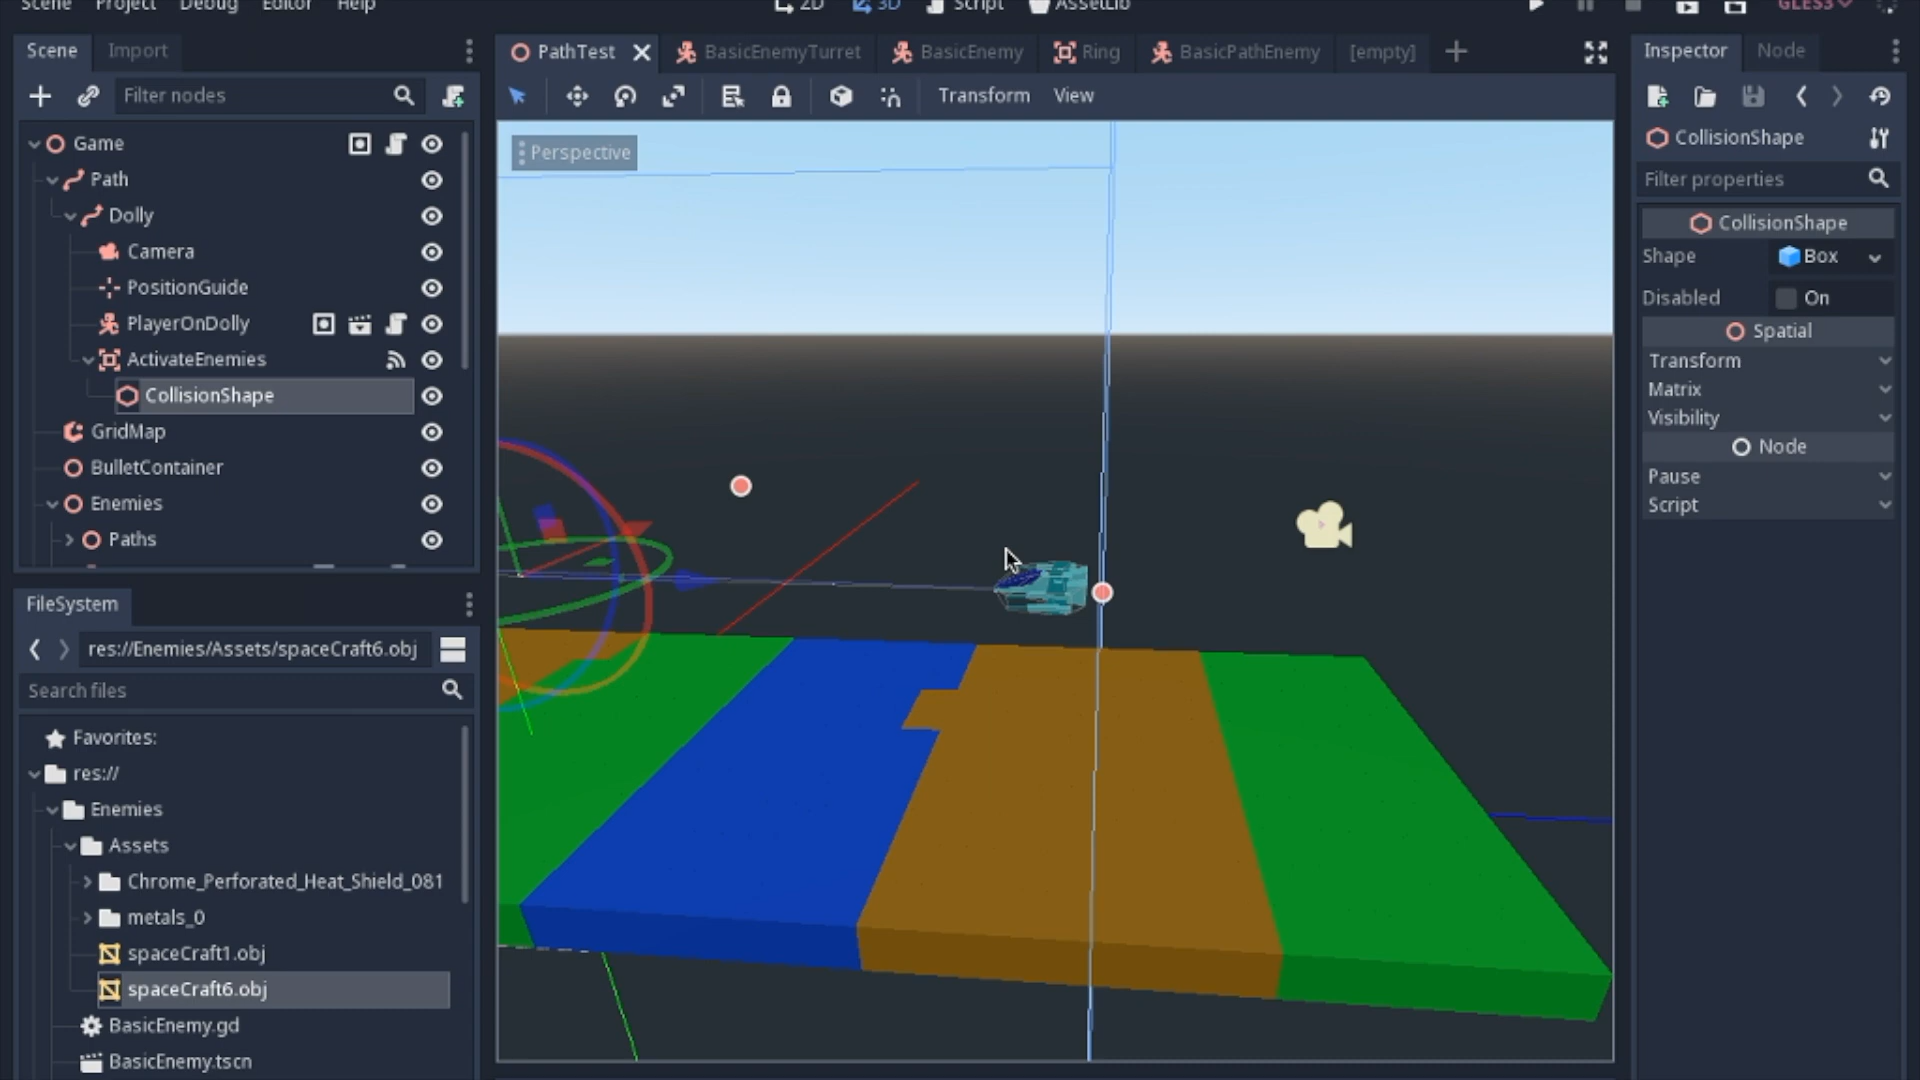 Scene Project Debug Editor Help
2D 3D Script AssetLib
GLES3
Scene Import
PathTest BasicEnemyTurret BasicEnemy Ring BasicPathEnemy [empty]
Inspector Node
Filter nodes
Transform View
Perspective
Game
Path
Dolly
Camera
PositionGuide
PlayerOnDolly
ActivateEnemies
CollisionShape
GridMap
BulletContainer
Enemies
Paths
CollisionShape
Filter properties
CollisionShape
Shape Box
Disabled On
Spatial
Transform
Matrix
Visibility
Node
Pause
Script
FileSystem
res://Enemies/Assets/spaceCraft6.obj
Search files
Favorites:
res://
Enemies
Assets
Chrome_Perforated_Heat_Shield_081
metals_0
spaceCraft1.obj
spaceCraft6.obj
BasicEnemy.gd
BasicEnemy.tscn